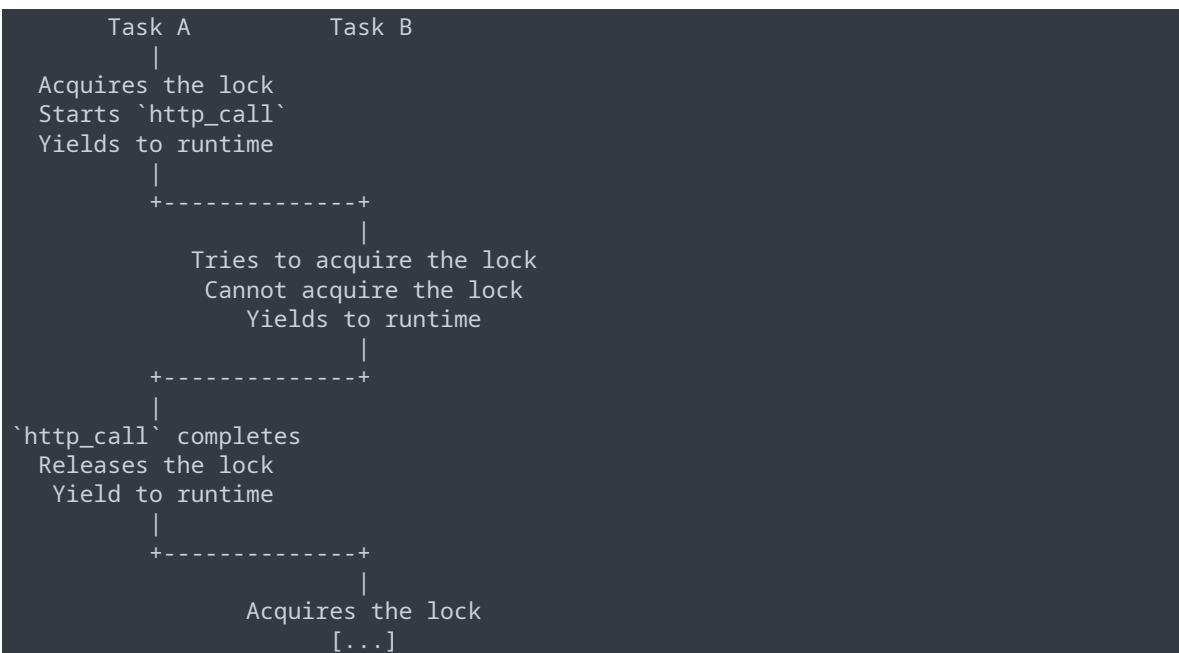 Task A          Task B
|
Acquires the lock
Starts `http_call`
Yields to runtime
|
+--------------+
|
Tries to acquire the lock
Cannot acquire the lock
Yields to runtime
|
+--------------+
|
`http_call` completes
Releases the lock
Yield to runtime
|
+--------------+
|
Acquires the lock
[...]